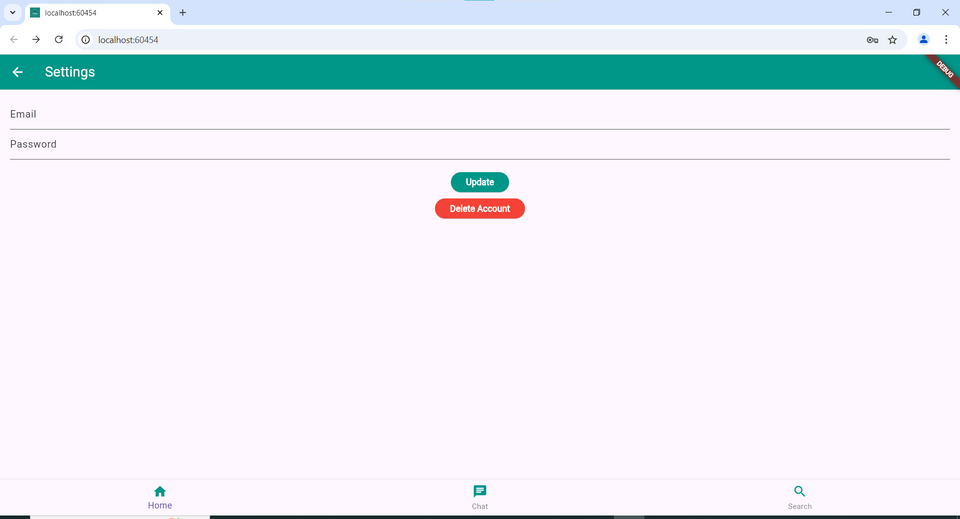 localhost:60454
localhost:60454
Settings
DEBUG
Email
Password
Update
Delete Account
Home
Chat
Search